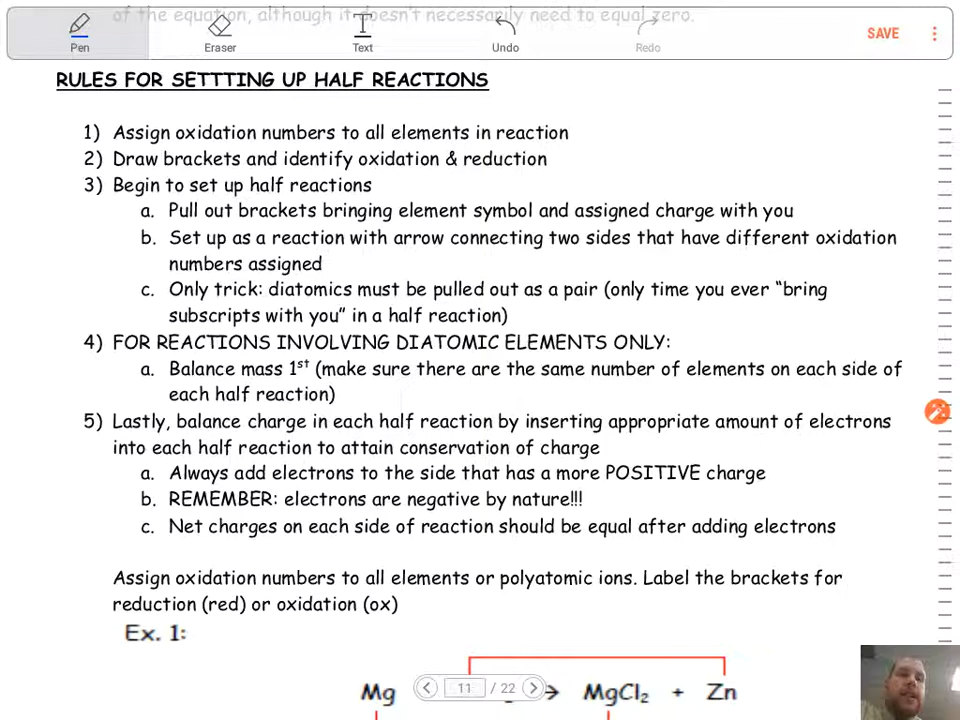 of the equation, although it doesn't necessarily need to equal zero.
Pen Eraser Text Undo Redo SAVE
RULES FOR SETTTING UP HALF REACTIONS
1) Assign oxidation numbers to all elements in reaction
2) Draw brackets and identify oxidation & reduction
3) Begin to set up half reactions
a. Pull out brackets bringing element symbol and assigned charge with you
b. Set up as a reaction with arrow connecting two sides that have different oxidation
numbers assigned
c. Only trick: diatomics must be pulled out as a pair (only time you ever “bring
subscripts with you” in a half reaction)
4) FOR REACTIONS INVOLVING DIATOMIC ELEMENTS ONLY:
a. Balance mass 1st (make sure there are the same number of elements on each side of
each half reaction)
5) Lastly, balance charge in each half reaction by inserting appropriate amount of electrons
into each half reaction to attain conservation of charge
a. Always add electrons to the side that has a more POSITIVE charge
b. REMEMBER: electrons are negative by nature!!!
c. Net charges on each side of reaction should be equal after adding electrons
Assign oxidation numbers to all elements or polyatomic ions. Label the brackets for
reduction (red) or oxidation (ox)
Ex. 1:
Mg → MgCl₂ + Zn
11 / 22